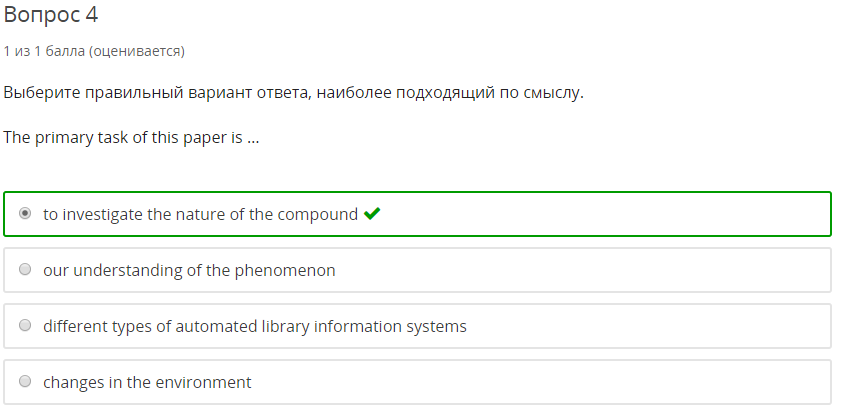 Вопрос 4
1 из 1 балла (оценивается)
Выберите правильный вариант ответа, наиболее подходящий по смыслу.
The primary task of this paper is ...
to investigate the nature of the compound
our understanding of the phenomenon
different types of automated library information systems
changes in the environment